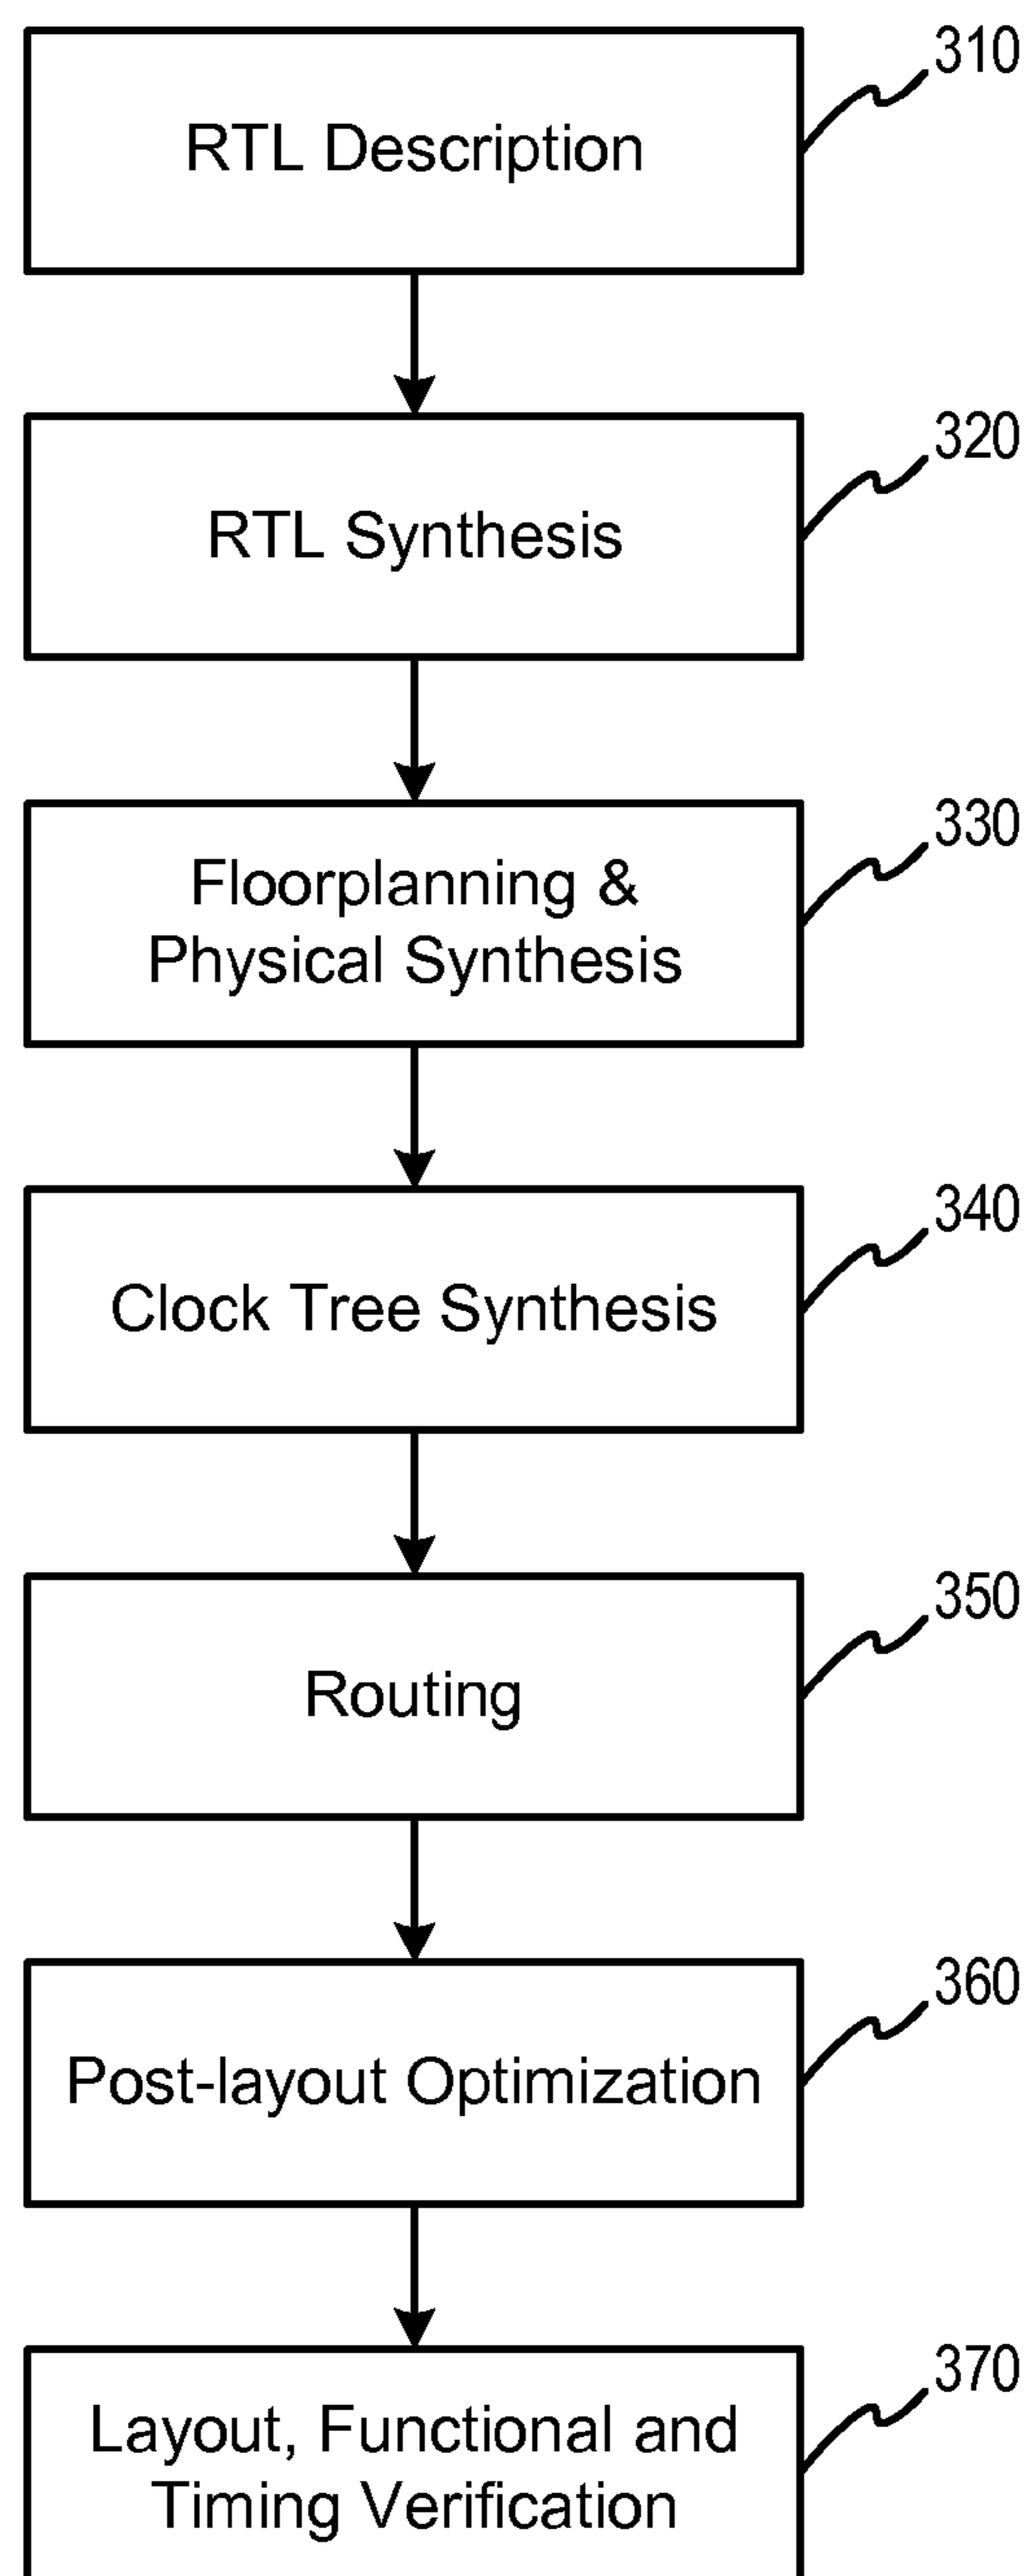 310
RTL Description
320
RTL Synthesis
330
Floorplanning &
Physical Synthesis
340
Clock Tree Synthesis
350
Routing
360
Post-layout Optimization
370
Layout, Functional and
Timing Verification